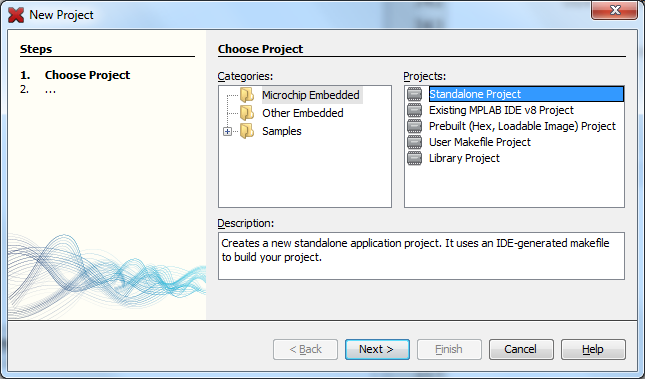 New Project
Steps
1. Choose Project
2. ...
Choose Project
Categories:
Microchip Embedded
Other Embedded
Samples
Projects:
Standalone Project
Existing MPLAB IDE v8 Project
Prebuilt (Hex, Loadable Image) Project
User Makefile Project
Library Project
Description:
Creates a new standalone application project. It uses an IDE-generated makefile
to build your project.
< Back
Next >
Finish
Cancel
Help